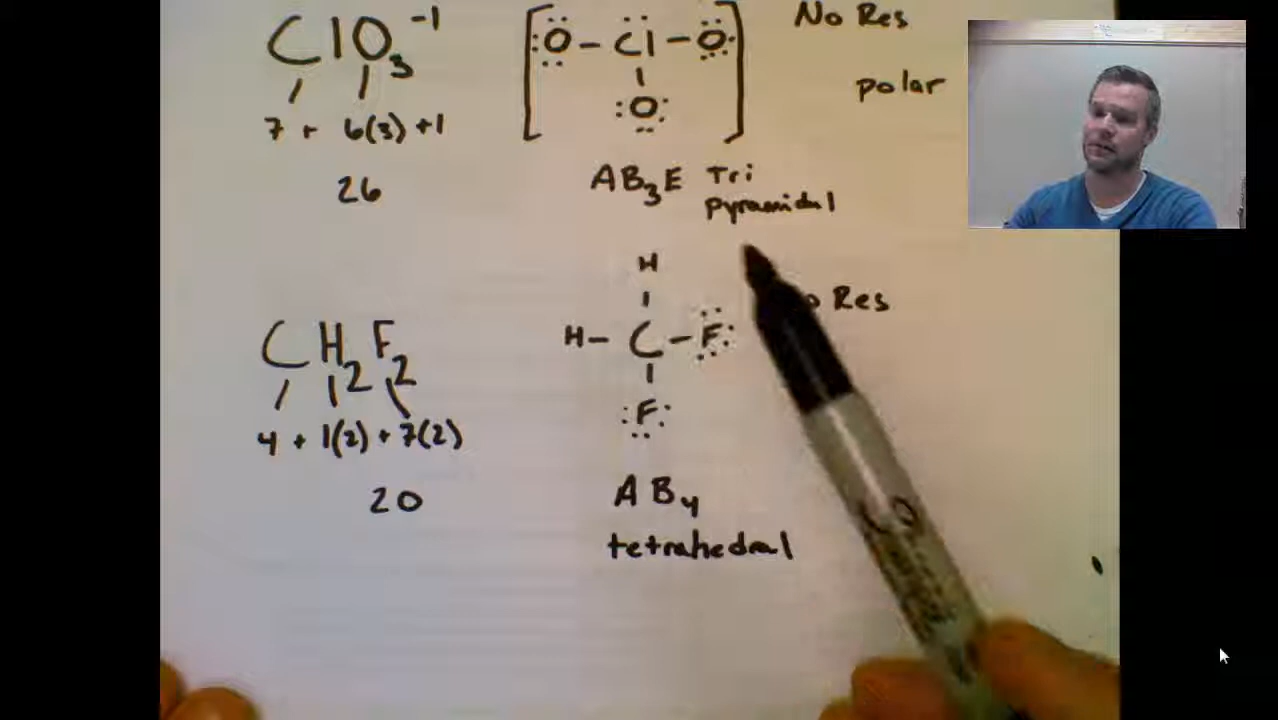 ClO3-1
7 + 6(3) +1
26
[:O - Cl - O:]
O
AB3E Tri
pyramidal
No Res
polar
CH2F2
4 + 1(2) + 7(2)
20
H
H - C - F
F
Res
AB4
tetrahedral